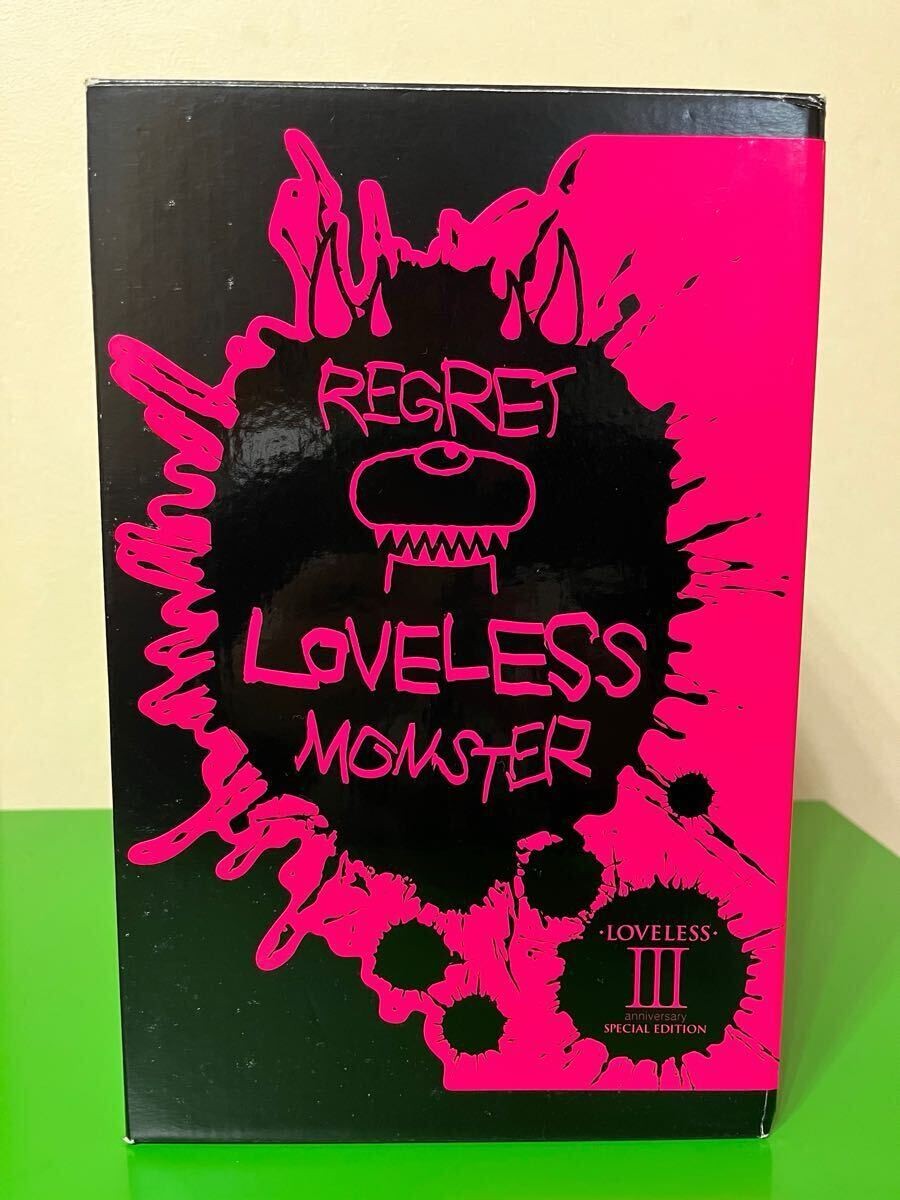 REGRET
LOVELESS
MONSTER
·LOVELESS·
III
anniversary
SPECIAL EDITION